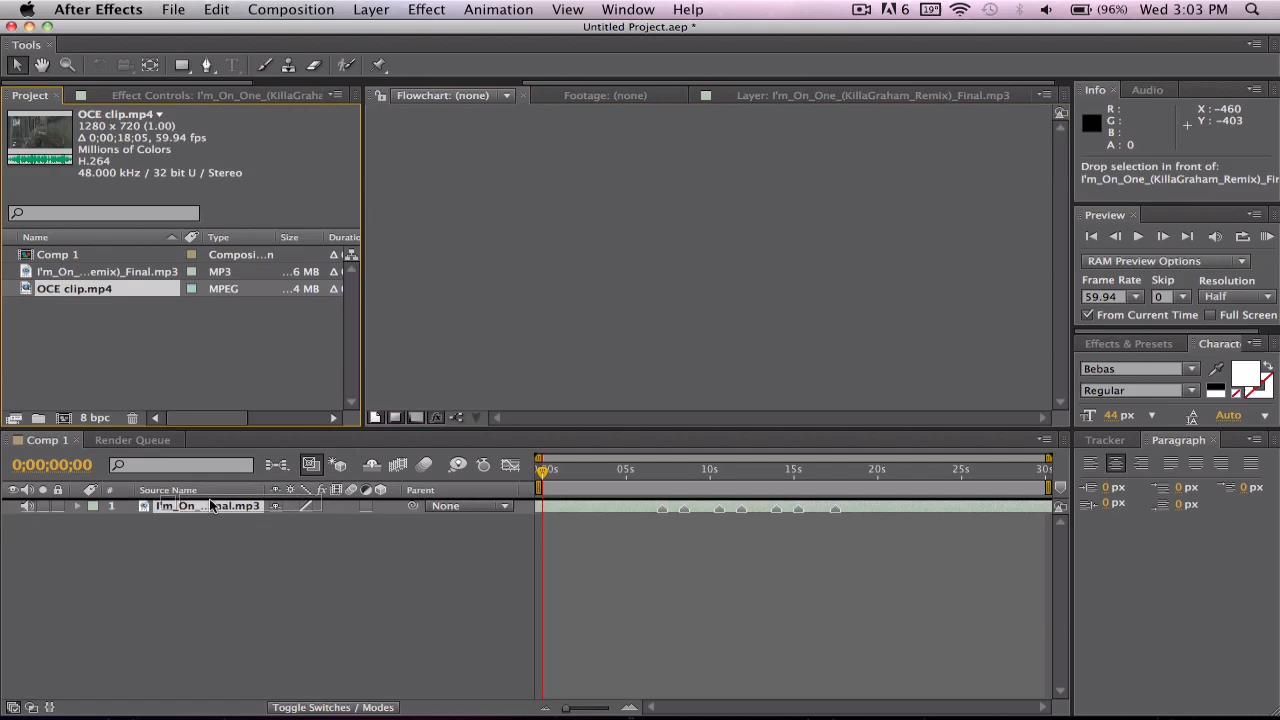 After Effects File Edit Composition Layer Effect Animation View Window Help 6 19° (96%) Wed 3:03 PM
Untitled Project.aep *
Tools
Project Effect Controls: I'm_On_One_(KillaGraha Flowchart: (none) Footage: (none) Layer: I'm_On_One_(KillaGraham_Remix)_Final.mp3 Info Audio
OCE clip.mp4
1280 x 720 (1.00)
Δ 0;00;18;05, 59.94 fps
Millions of Colors
H.264
48.000 kHz / 32 bit U / Stereo
R :
G :
B :
A : 0
X : -460
Y : -403
Drop selection in front of:
I'm_On_One_(KillaGraham_Remix)_Fir
Preview
Name Type Size Duratio
Comp 1 Composi...n Δ
I'm_On_...emix)_Final.mp3 MP3 ...6 MB Δ
OCE clip.mp4 MPEG ...4 MB Δ
RAM Preview Options
Frame Rate Skip Resolution
59.94 0 Half
From Current Time Full Screen
Effects & Presets Charact
Bebas
Regular
44 px Auto
8 bpc
Comp 1 Render Queue
Tracker Paragraph
0;00;00;00
05s 10s 15s 20s 25s 30s
# Source Name fx Parent
1 I'm_On_...inal.mp3 None
0 px 0 px 0 px
0 px 0 px
Toggle Switches / Modes